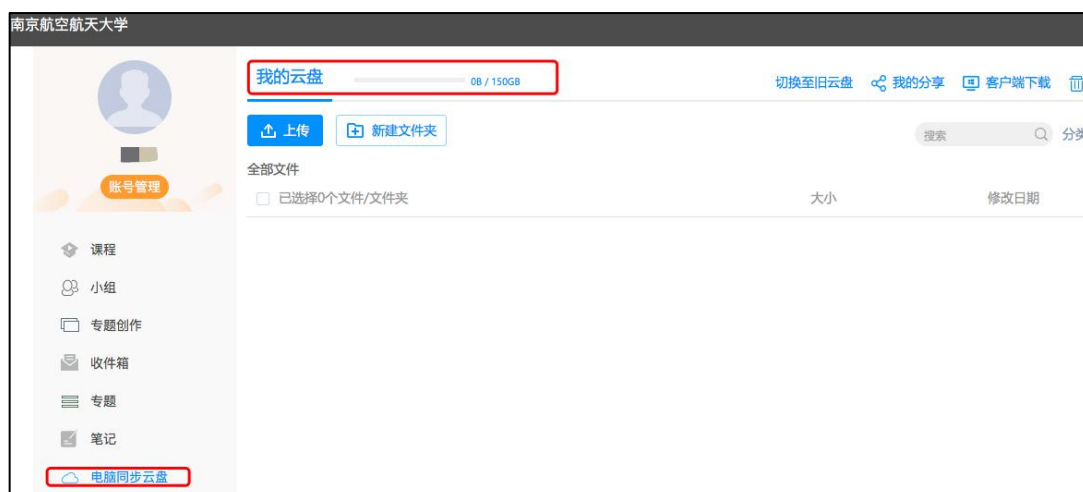 南京航空航天大学
我的云盘 0B / 150GB 切换至旧云盘 我的分享 客户端下载
上传 新建文件夹 搜索 分类
全部文件
已选择0个文件/文件夹 大小 修改日期
账号管理
课程
小组
专题创作
收件箱
专题
笔记
电脑同步云盘